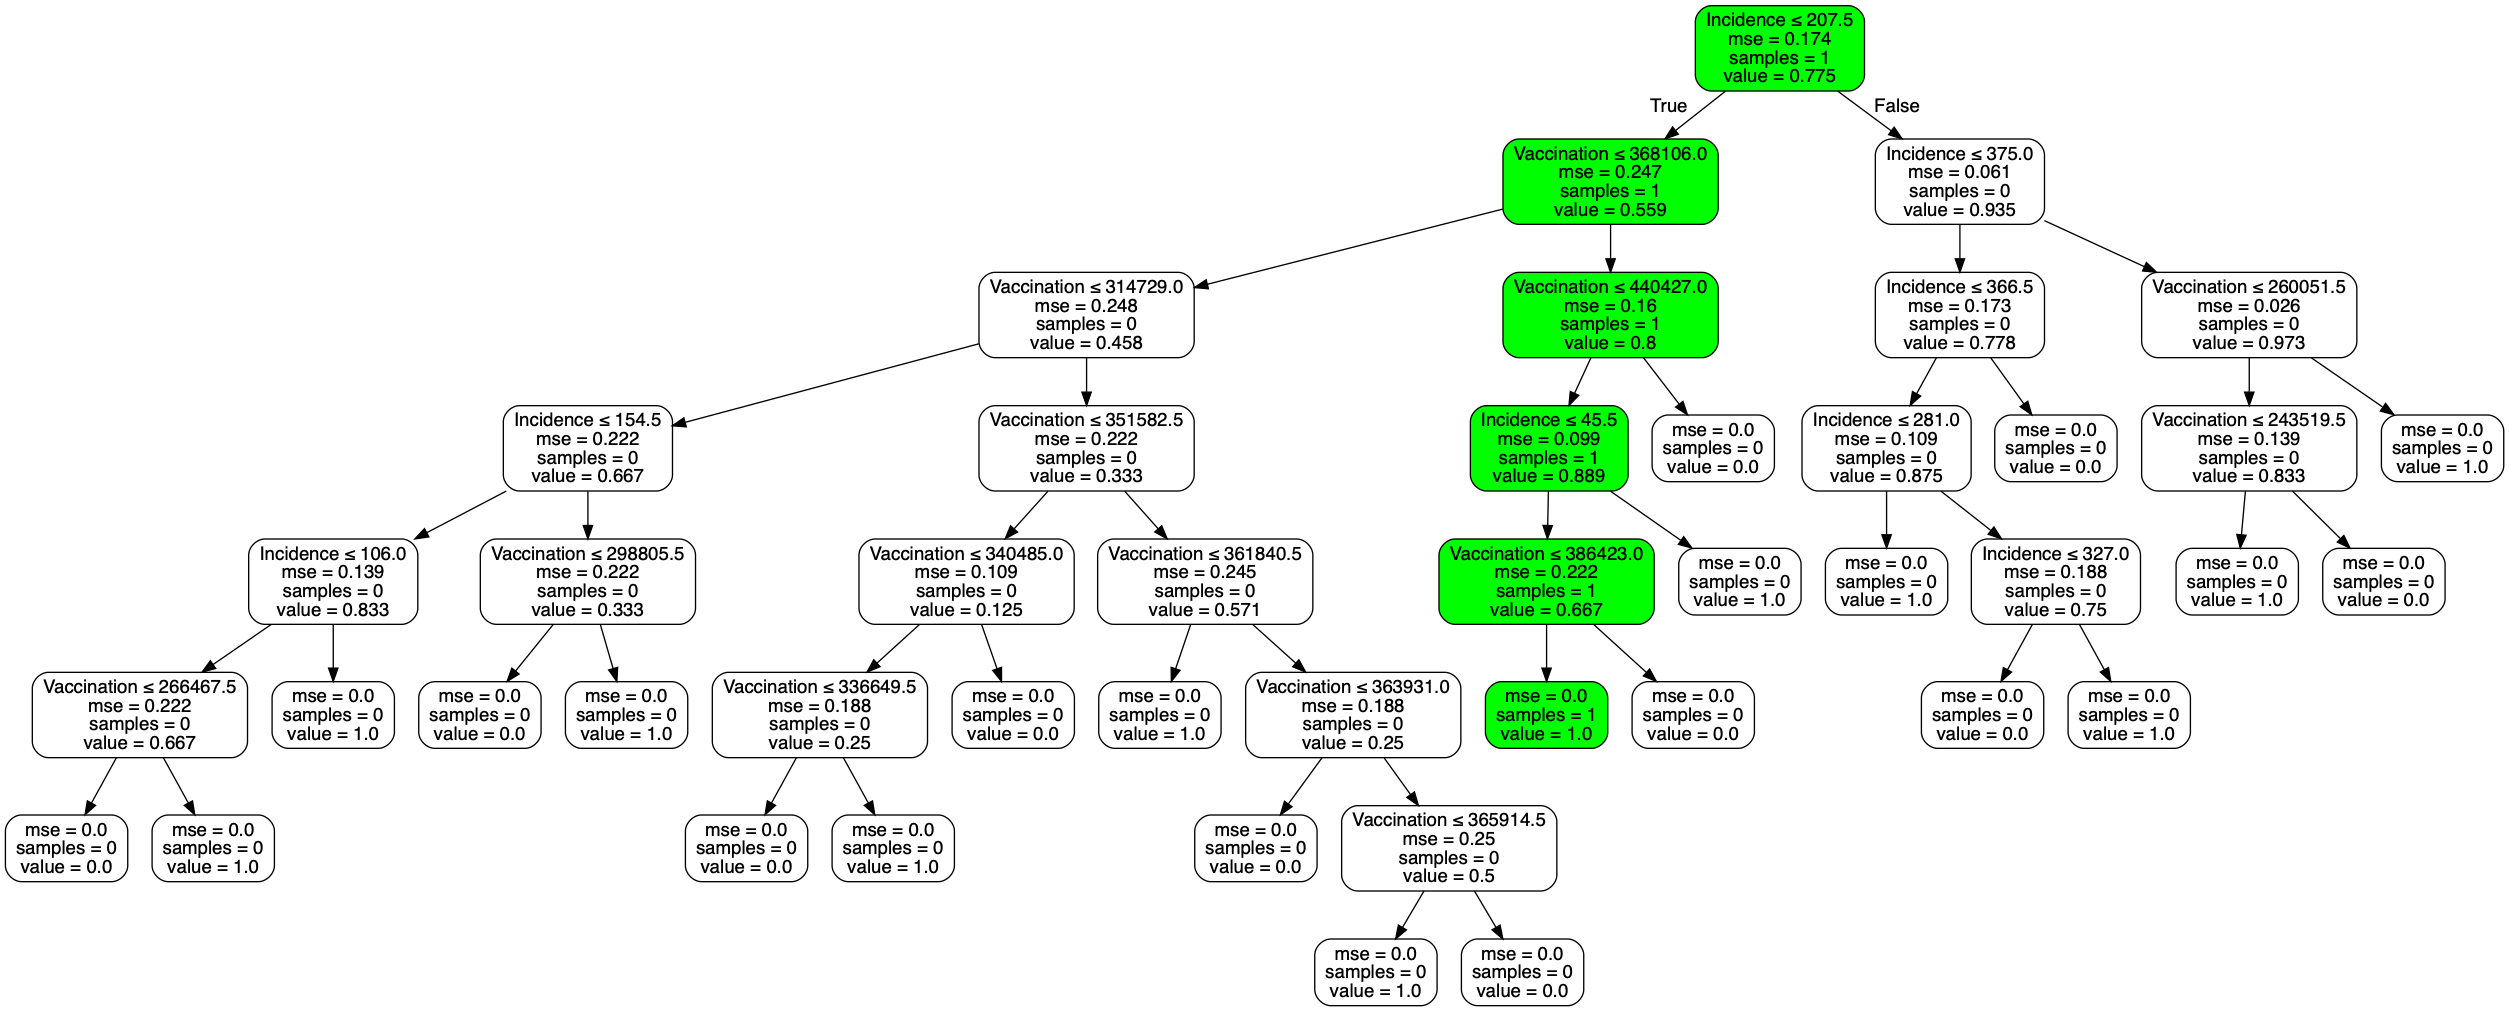 Incidence ≤ 207.5
mse = 0.174
samples = 1
value = 0.775
True
False
Vaccination ≤ 368106.0
mse = 0.247
samples = 1
value = 0.559
Incidence ≤ 375.0
mse = 0.061
samples = 0
value = 0.935
Vaccination ≤ 314729.0
mse = 0.248
samples = 0
value = 0.458
Vaccination ≤ 440427.0
mse = 0.16
samples = 1
value = 0.8
Incidence ≤ 366.5
mse = 0.173
samples = 0
value = 0.778
Vaccination ≤ 260051.5
mse = 0.026
samples = 0
value = 0.973
Incidence ≤ 154.5
mse = 0.222
samples = 0
value = 0.667
Vaccination ≤ 351582.5
mse = 0.222
samples = 0
value = 0.333
Incidence ≤ 45.5
mse = 0.099
samples = 1
value = 0.889
mse = 0.0
samples = 0
value = 0.0
Incidence ≤ 281.0
mse = 0.109
samples = 0
value = 0.875
mse = 0.0
samples = 0
value = 0.0
Vaccination ≤ 243519.5
mse = 0.139
samples = 0
value = 0.833
mse = 0.0
samples = 0
value = 1.0
Incidence ≤ 106.0
mse = 0.139
samples = 0
value = 0.833
Vaccination ≤ 298805.5
mse = 0.222
samples = 0
value = 0.333
Vaccination ≤ 340485.0
mse = 0.109
samples = 0
value = 0.125
Vaccination ≤ 361840.5
mse = 0.245
samples = 0
value = 0.571
Vaccination ≤ 386423.0
mse = 0.222
samples = 1
value = 0.667
mse = 0.0
samples = 0
value = 1.0
mse = 0.0
samples = 0
value = 1.0
Incidence ≤ 327.0
mse = 0.188
samples = 0
value = 0.75
mse = 0.0
samples = 0
value = 1.0
mse = 0.0
samples = 0
value = 0.0
Vaccination ≤ 266467.5
mse = 0.222
samples = 0
value = 0.667
mse = 0.0
samples = 0
value = 1.0
mse = 0.0
samples = 0
value = 0.0
mse = 0.0
samples = 0
value = 1.0
Vaccination ≤ 336649.5
mse = 0.188
samples = 0
value = 0.25
mse = 0.0
samples = 0
value = 0.0
mse = 0.0
samples = 0
value = 1.0
Vaccination ≤ 363931.0
mse = 0.188
samples = 0
value = 0.25
mse = 0.0
samples = 1
value = 1.0
mse = 0.0
samples = 0
value = 0.0
mse = 0.0
samples = 0
value = 0.0
mse = 0.0
samples = 0
value = 1.0
mse = 0.0
samples = 0
value = 0.0
mse = 0.0
samples = 0
value = 1.0
mse = 0.0
samples = 0
value = 0.0
mse = 0.0
samples = 0
value = 1.0
mse = 0.0
samples = 0
value = 0.0
Vaccination ≤ 365914.5
mse = 0.25
samples = 0
value = 0.5
mse = 0.0
samples = 0
value = 1.0
mse = 0.0
samples = 0
value = 0.0